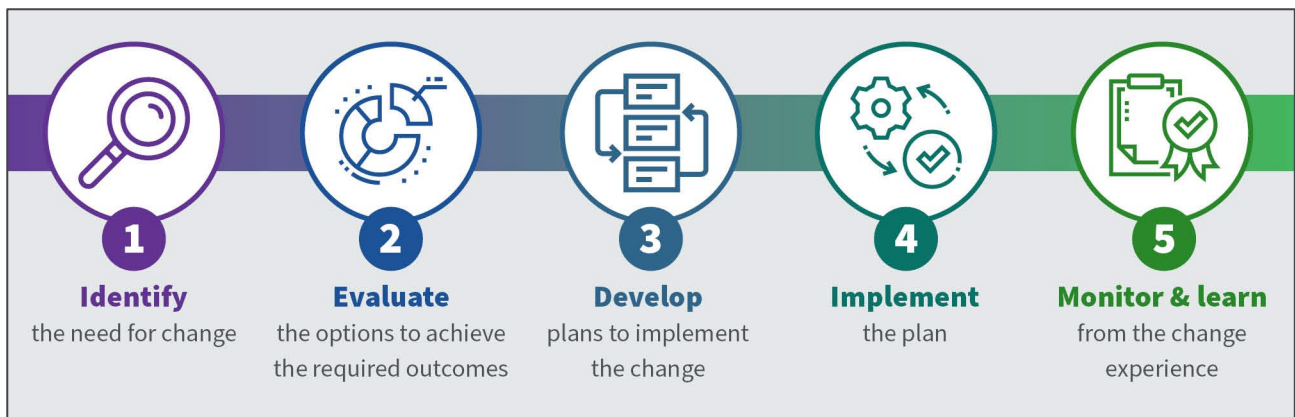 1
Identify
the need for change
2
Evaluate
the options to achieve
the required outcomes
3
Develop
plans to implement
the change
4
Implement
the plan
5
Monitor & learn
from the change
experience